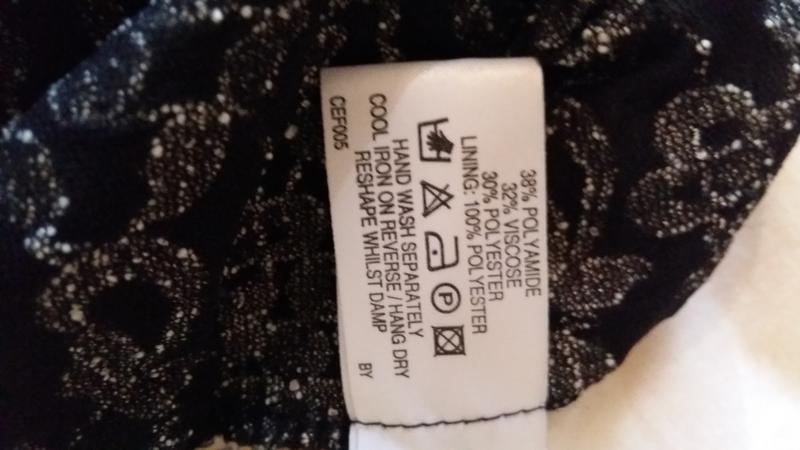 38% POLYAMIDE
32% VISCOSE
30% POLYESTER
LINING: 100% POLYESTER
P
HAND WASH SEPARATELY
COOL IRON ON REVERSE / HANG DRY
RESHAPE WHILST DAMP
CEF005 BY